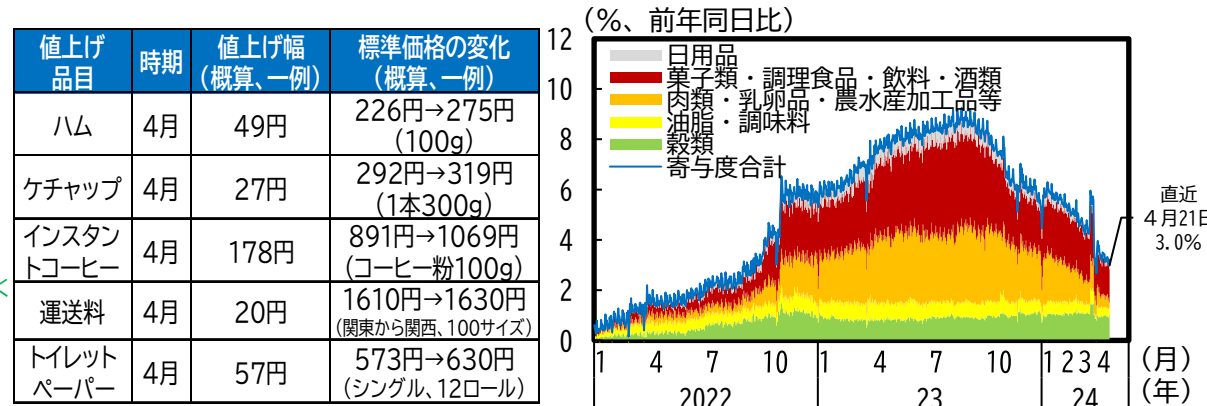 値上げ
品目
時期
値上げ幅
（概算、一例）
標準価格の変化
（概算、一例）
ハム
4月
49円
226円→275円
(100g)
ケチャップ
4月
27円
292円→319円
(1本300g)
インスタン
トコーヒー
4月
178円
891円→1069円
(コーヒー粉100g)
運送料
4月
20円
1610円→1630円
(関東から関西、100サイズ)
トイレット
ペーパー
4月
57円
573円→630円
(シングル、12ロール)
（%、前年同日比）
12
10
8
6
4
2
0
日用品
菓子類・調理食品・飲料・酒類
肉類・乳卵品・農水産加工品等
油脂・調味料
穀類
寄与度合計
直近
４月21日
3.0%
1 4 7 10 1 4 7 10 1 2 3 4 (月)
2022 23 24 (年)